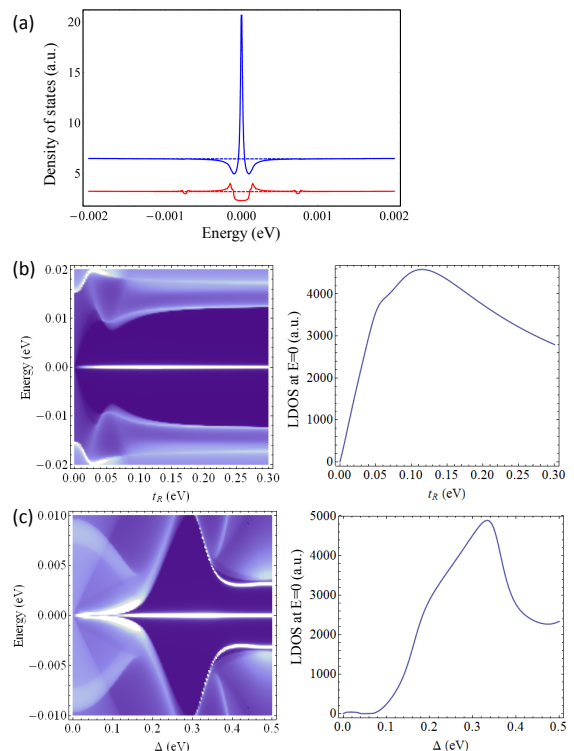 (a)
Density of states (a.u.)
20
15
10
5
−0.002
−0.001
0.000
0.001
0.002
Energy (eV)
(b)
Energy (eV)
0.02
0.01
0.00
−0.01
−0.02
0.00 0.05 0.10 0.15 0.20 0.25 0.30
t_R (eV)
LDOS at E=0 (a.u.)
4000
3000
2000
1000
0
0.00 0.05 0.10 0.15 0.20 0.25 0.30
t_R (eV)
(c)
Energy (eV)
0.010
0.005
0.000
−0.005
−0.010
0.0 0.1 0.2 0.3 0.4 0.5
Δ (eV)
LDOS at E=0 (a.u.)
5000
4000
3000
2000
1000
0
0.0 0.1 0.2 0.3 0.4 0.5
Δ (eV)